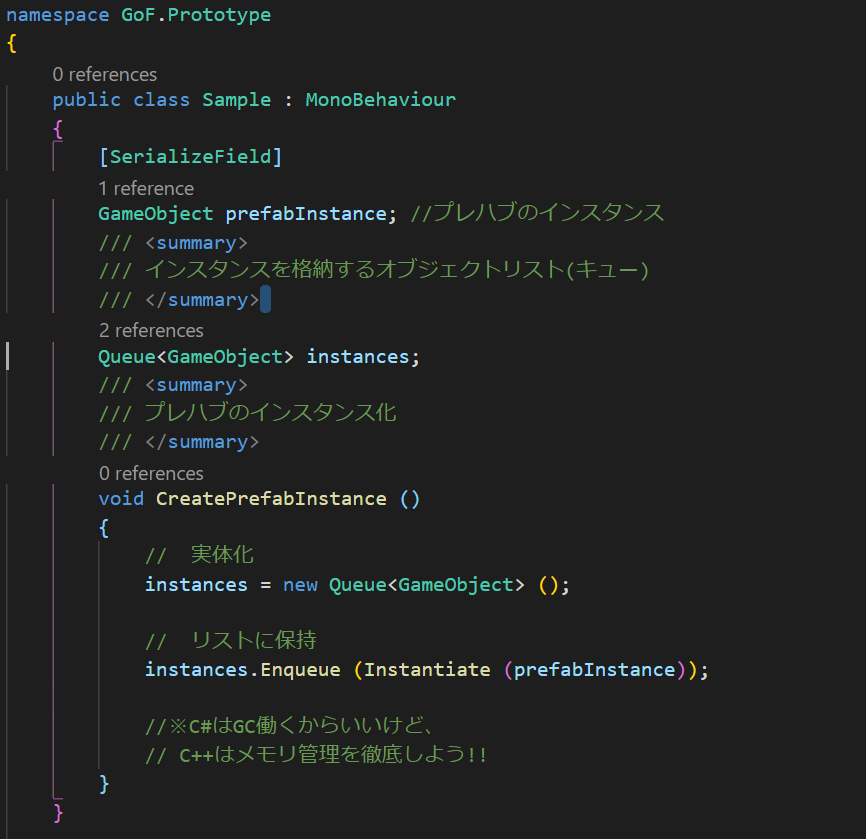 namespace GoF.Prototype
{
0 references
public class Sample : MonoBehaviour
{
[SerializeField]
1 reference
GameObject prefabInstance; //プレハブのインスタンス
/// <summary>
/// インスタンスを格納するオブジェクトリスト(キュー)
/// </summary>
2 references
Queue<GameObject> instances;
/// <summary>
/// プレハブのインスタンス化
/// </summary>
0 references
void CreatePrefabInstance ()
{
//　実体化
instances = new Queue<GameObject> ();
//　リストに保持
instances.Enqueue (Instantiate (prefabInstance));
//※C#はGC働くからいいけど、
// C++はメモリ管理を徹底しよう!!
}
}